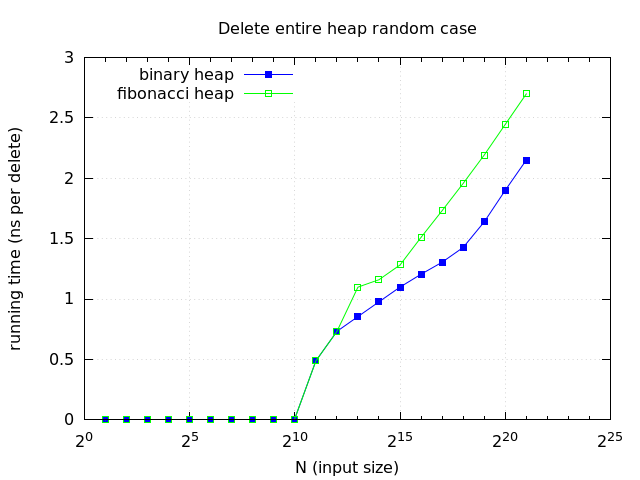 Delete entire heap random case
3
binary heap
fibonacci heap
2.5
2
1.5
1
0.5
0
2^0 2^5 2^10 2^15 2^20 2^25
N (input size)
running time (ns per delete)